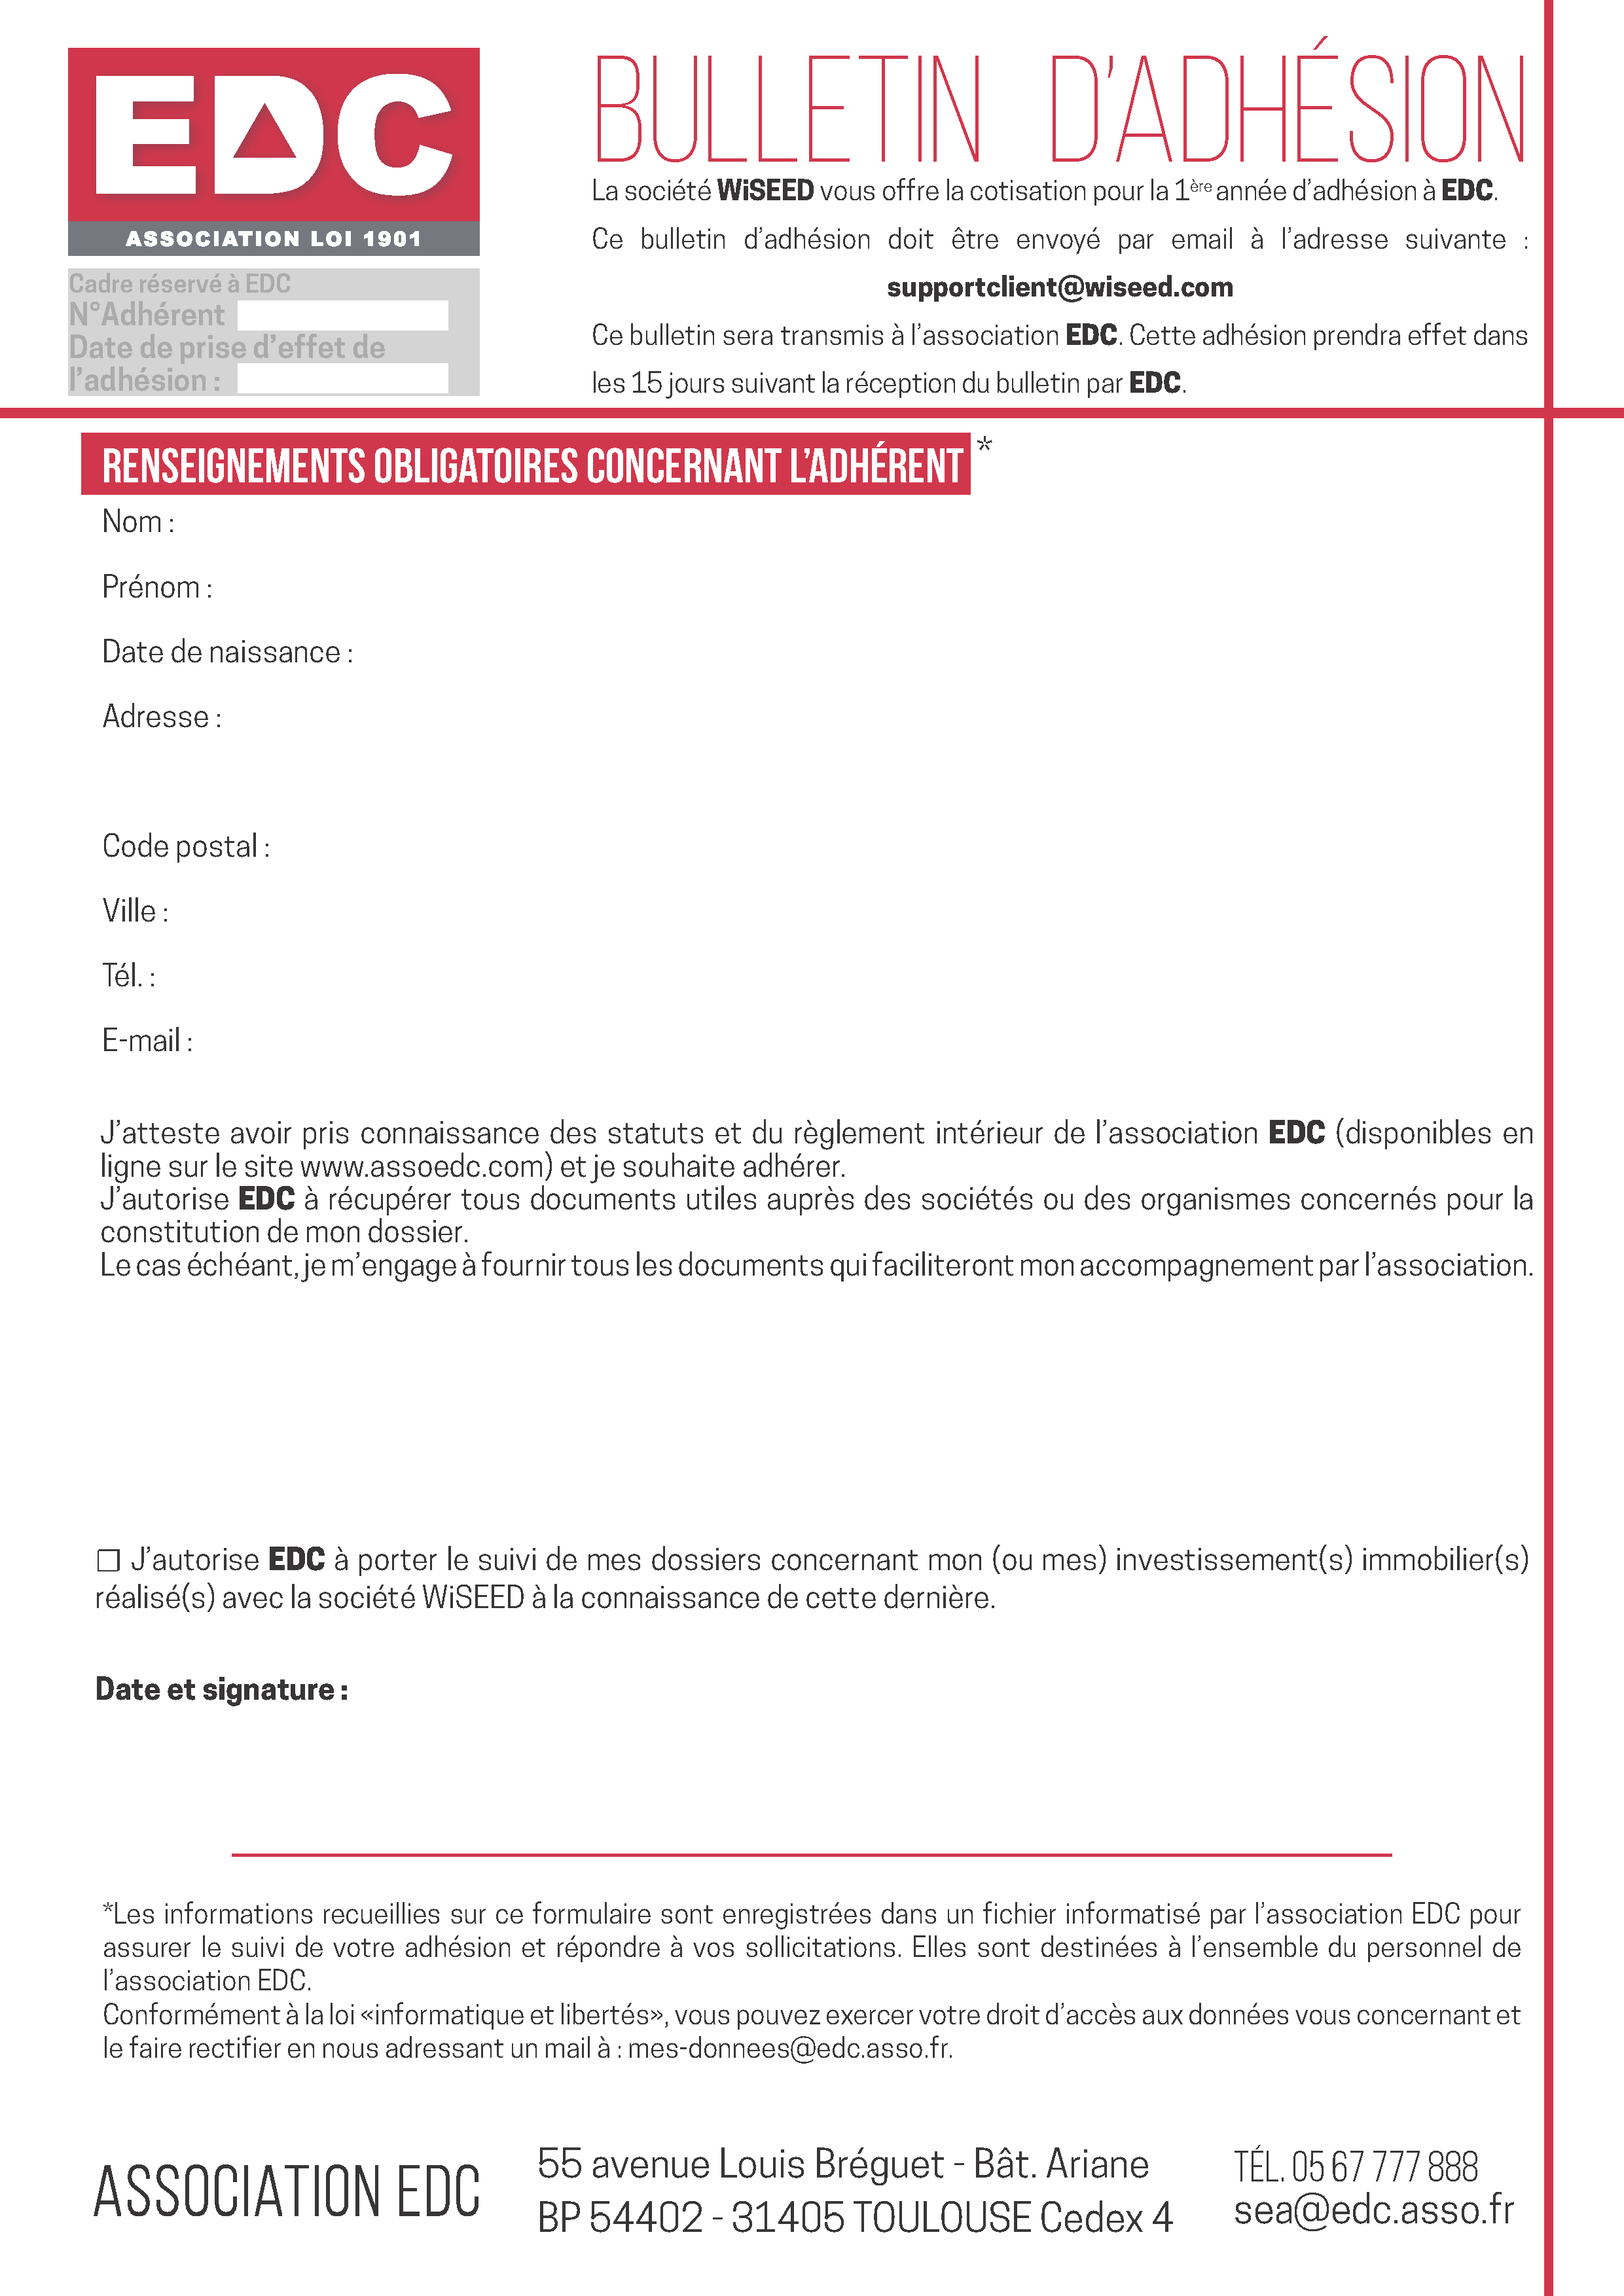 EDC
ASSOCIATION LOI 1901
Cadre réservé à EDC
N°Adhérent
Date de prise d’effet de
l’adhésion :
BULLETIN D’ADHÉSION
La société WiSEED vous offre la cotisation pour la 1ère année d’adhésion à EDC.
Ce bulletin d’adhésion doit être envoyé par email à l’adresse suivante :
supportclient@wiseed.com
Ce bulletin sera transmis à l’association EDC. Cette adhésion prendra effet dans
les 15 jours suivant la réception du bulletin par EDC.
RENSEIGNEMENTS OBLIGATOIRES CONCERNANT L’ADHÉRENT *
Nom :
Prénom :
Date de naissance :
Adresse :
Code postal :
Ville :
Tél. :
E-mail :
J’atteste avoir pris connaissance des statuts et du règlement intérieur de l’association EDC (disponibles en
ligne sur le site www.assoedc.com) et je souhaite adhérer.
J’autorise EDC à récupérer tous documents utiles auprès des sociétés ou des organismes concernés pour la
constitution de mon dossier.
Le cas échéant, je m’engage à fournir tous les documents qui faciliteront mon accompagnement par l’association.
❒ J’autorise EDC à porter le suivi de mes dossiers concernant mon (ou mes) investissement(s) immobilier(s)
réalisé(s) avec la société WiSEED à la connaissance de cette dernière.
Date et signature :
*Les informations recueillies sur ce formulaire sont enregistrées dans un fichier informatisé par l’association EDC pour
assurer le suivi de votre adhésion et répondre à vos sollicitations. Elles sont destinées à l’ensemble du personnel de
l’association EDC.
Conformément à la loi «informatique et libertés», vous pouvez exercer votre droit d’accès aux données vous concernant et
le faire rectifier en nous adressant un mail à : mes-donnees@edc.asso.fr.
ASSOCIATION EDC
55 avenue Louis Bréguet - Bât. Ariane
BP 54402 - 31405 TOULOUSE Cedex 4
TÉL. 05 67 777 888
sea@edc.asso.fr